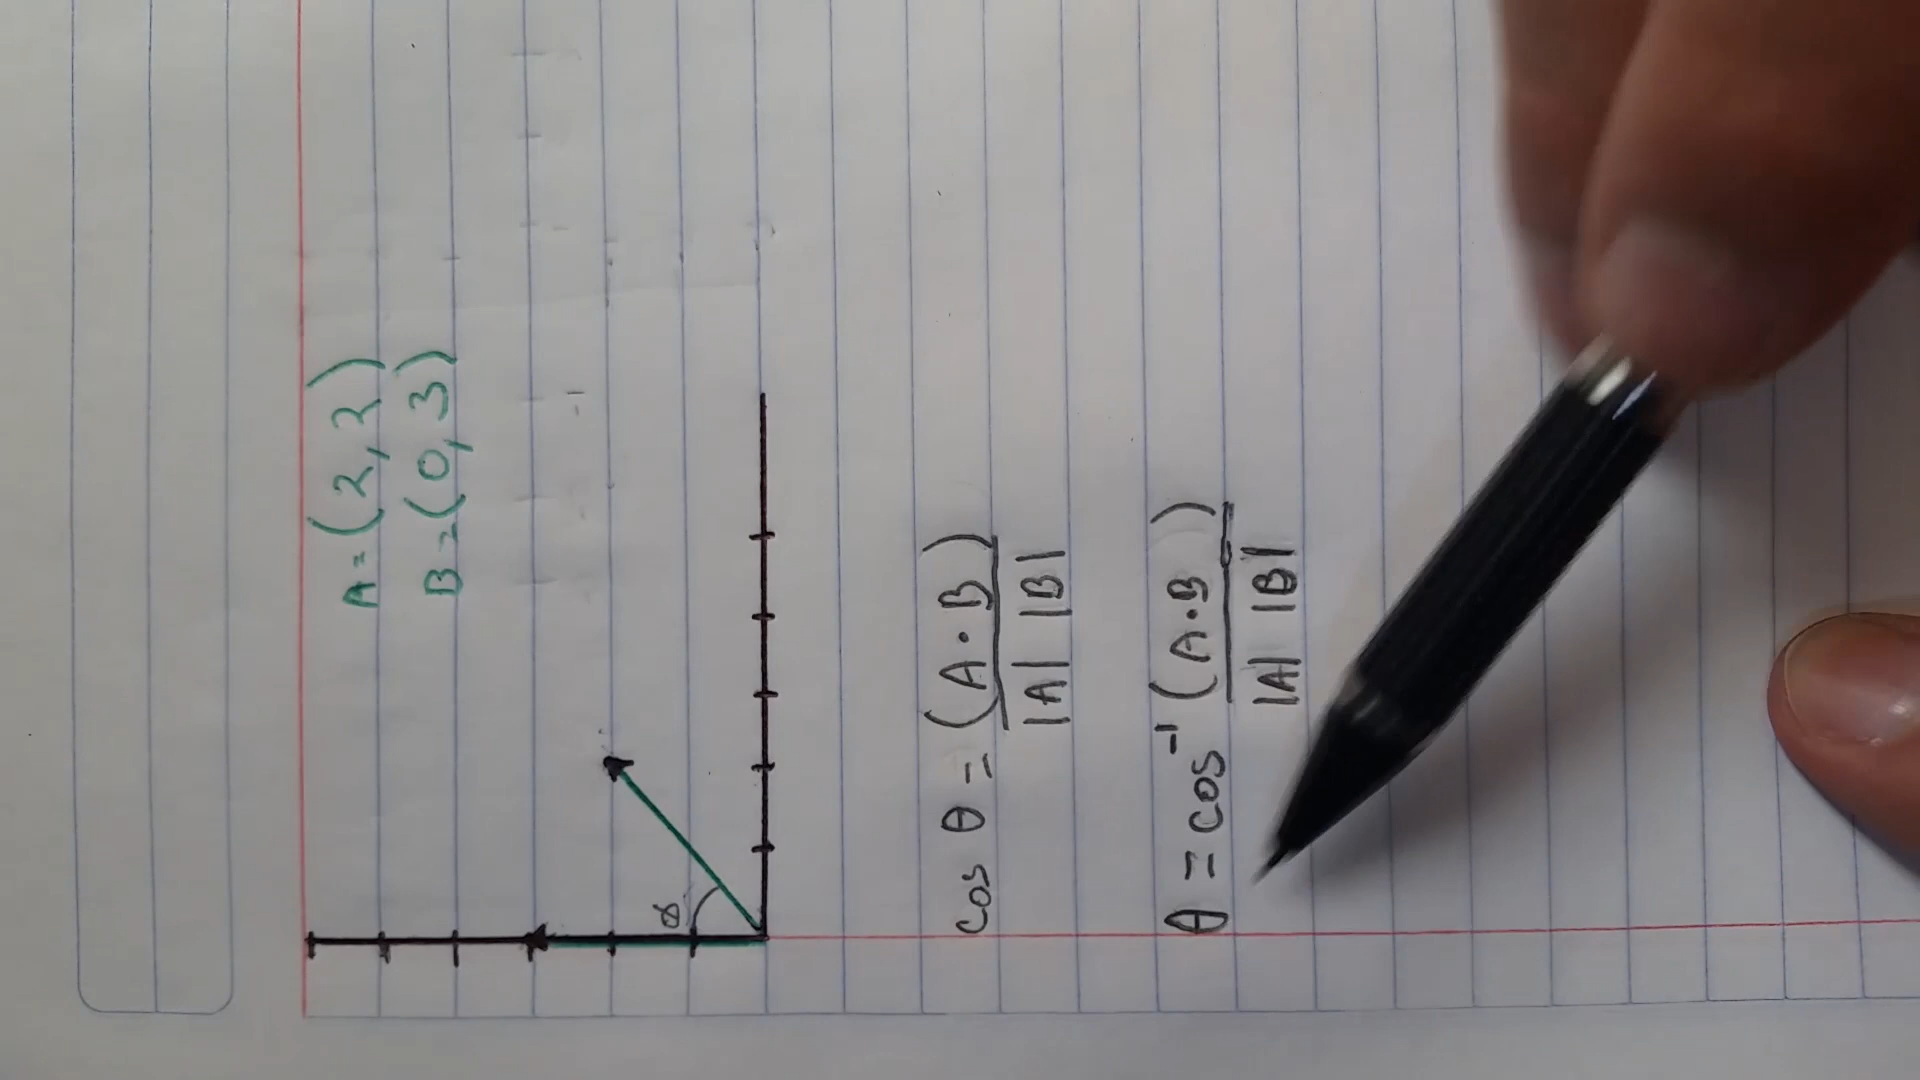 A=(2,2)
B=(0,3)
cos θ = (A·B)
|A| |B|
θ = cos⁻¹ (A·B)
|A| |B|